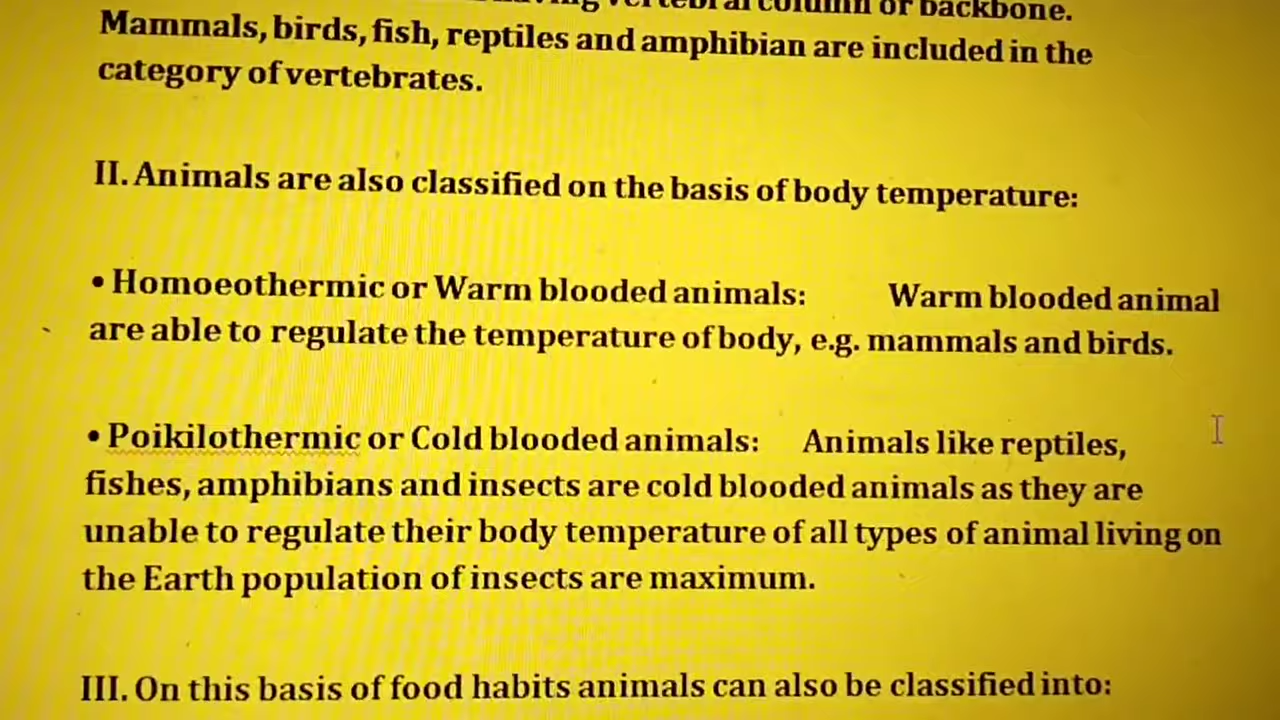 vertebral column or backbone.
Mammals, birds, fish, reptiles and amphibian are included in the
category of vertebrates.
II. Animals are also classified on the basis of body temperature:
• Homoeothermic or Warm blooded animals: Warm blooded animal
are able to regulate the temperature of body, e.g. mammals and birds.
• Poikilothermic or Cold blooded animals: Animals like reptiles,
fishes, amphibians and insects are cold blooded animals as they are
unable to regulate their body temperature of all types of animal living on
the Earth population of insects are maximum.
III. On this basis of food habits animals can also be classified into: